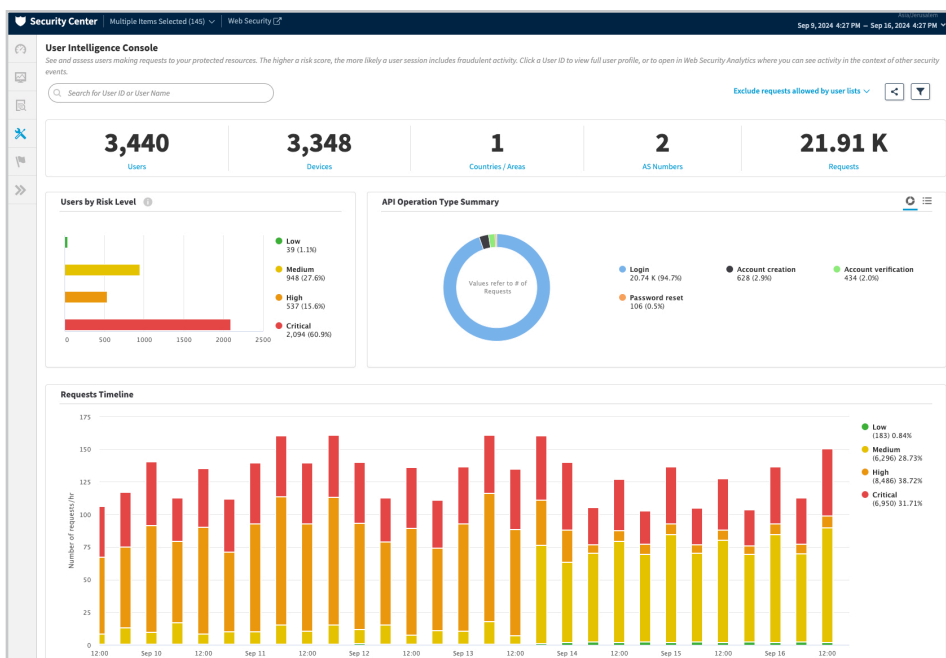 Security Center
Multiple Items Selected (145)
Web Security
Asia/Jerusalem
Sep 9, 2024 4:27 PM — Sep 16, 2024 4:27 PM
User Intelligence Console
See and assess users making requests to your protected resources. The higher a risk score, the more likely a user session includes fraudulent activity. Click a User ID to view full user profile, or to open in Web Security Analytics where you can see activity in the context of other security
events.
Search for User ID or User Name
Exclude requests allowed by user lists
3,440
Users
3,348
Devices
1
Countries / Areas
2
AS Numbers
21.91 K
Requests
Users by Risk Level
Low
39 (1.1%)
Medium
948 (27.6%)
High
537 (15.6%)
Critical
2,094 (60.9%)
0 500 1000 1500 2000 2500
API Operation Type Summary
Values refer to # of
Requests
Login
20.74 K (94.7%)
Account creation
628 (2.9%)
Account verification
434 (2.0%)
Password reset
106 (0.5%)
Requests Timeline
Number of requests/hr
175
150
125
100
75
50
25
0
12:00 Sep 10 12:00 Sep 11 12:00 Sep 12 12:00 Sep 13 12:00 Sep 14 12:00 Sep 15 12:00 Sep 16 12:00
Low
(183) 0.84%
Medium
(6,296) 28.73%
High
(8,486) 38.72%
Critical
(6,950) 31.71%